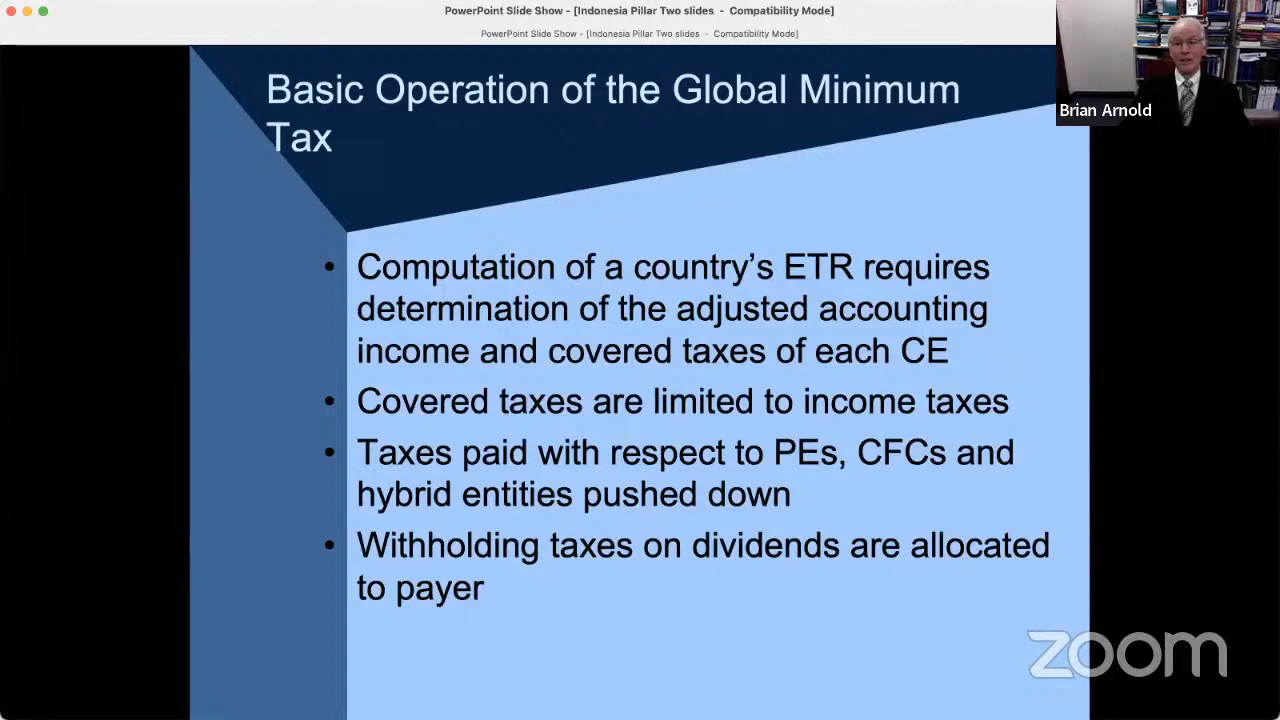 PowerPoint Slide Show - [Indonesia Pillar Two slides - Compatibility Mode]
PowerPoint Slide Show - [Indonesia Pillar Two slides - Compatibility Mode]
Brian Arnold
Basic Operation of the Global Minimum
Tax
• Computation of a country’s ETR requires
determination of the adjusted accounting
income and covered taxes of each CE
• Covered taxes are limited to income taxes
• Taxes paid with respect to PEs, CFCs and
hybrid entities pushed down
• Withholding taxes on dividends are allocated
to payer
zoom